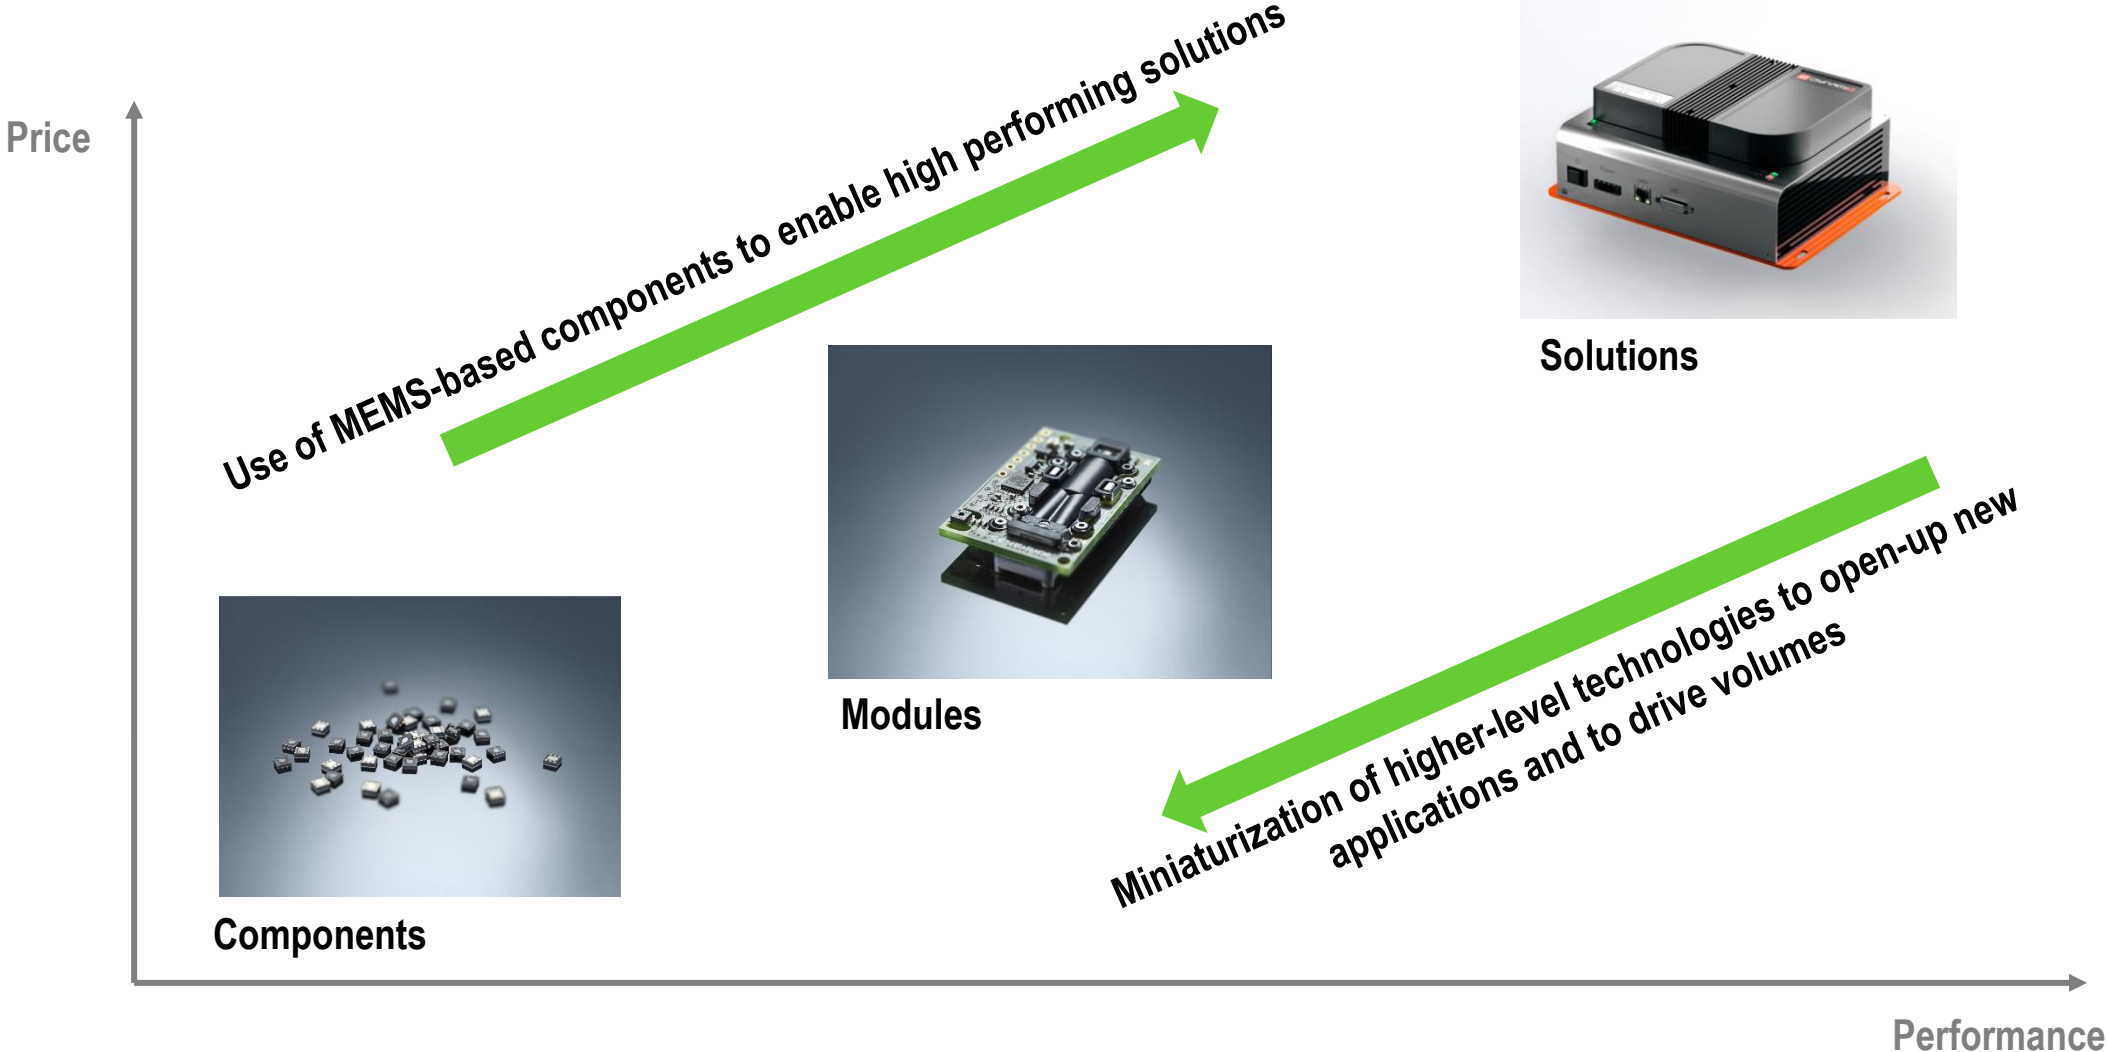 Use of MEMS-based components to enable high performing solutions
Price
Solutions
Modules
Miniaturization of higher-level technologies to open-up new
applications and to drive volumes
Components
Performance